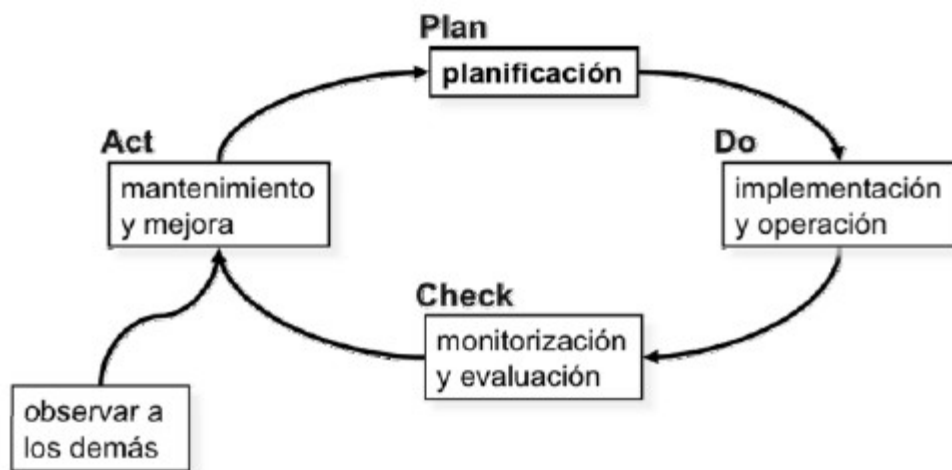 Plan
planificación
Act
mantenimiento
y mejora
Do
implementación
y operación
Check
monitorización
y evaluación
observar a
los demás